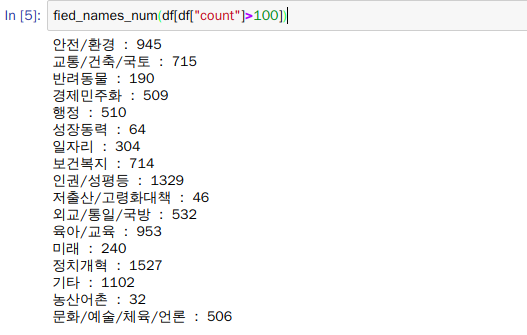 In [5]: fied_names_num(df[df["count"]>100])
안전/환경 : 945
교통/건축/국토 : 715
반려동물 : 190
경제민주화 : 509
행정 : 510
성장동력 : 64
일자리 : 304
보건복지 : 714
인권/성평등 : 1329
저출산/고령화대책 : 46
외교/통일/국방 : 532
육아/교육 : 953
미래 : 240
정치개혁 : 1527
기타 : 1102
농산어촌 : 32
문화/예술/체육/언론 : 506